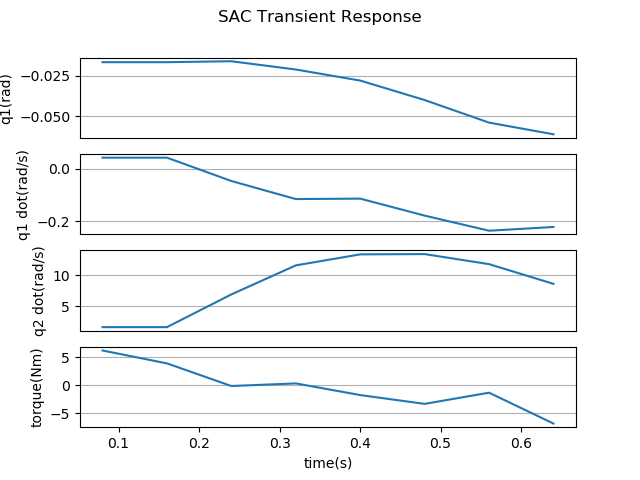 SAC Transient Response
q1(rad)
−0.025
−0.050
q1 dot(rad/s)
0.0
−0.2
q2 dot(rad/s)
10
5
torque(Nm)
5
0
−5
0.1 0.2 0.3 0.4 0.5 0.6
time(s)